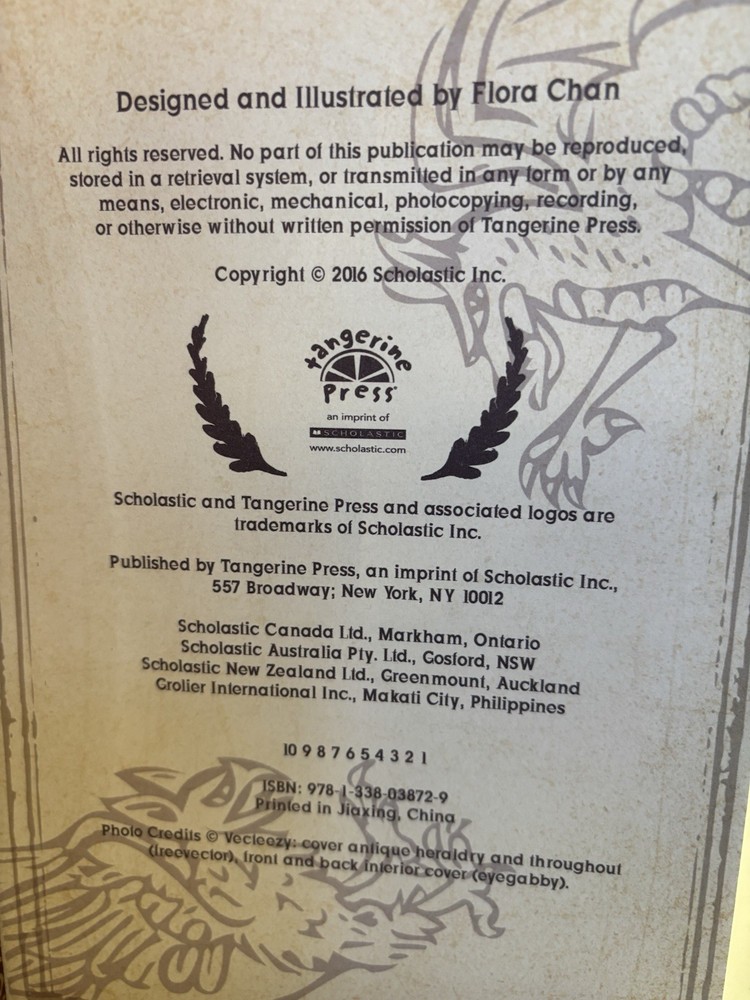 Designed and Illustrated by Flora Chan
All rights reserved. No part of this publication may be reproduced,
stored in a retrieval system, or transmitted in any form or by any
means, electronic, mechanical, photocopying, recording,
or otherwise without written permission of Tangerine Press.
Copyright © 2016 Scholastic Inc.
tangerine
press
an imprint of
SCHOLASTIC
www.scholastic.com
Scholastic and Tangerine Press and associated logos are
trademarks of Scholastic Inc.
Published by Tangerine Press, an imprint of Scholastic Inc.,
557 Broadway; New York, NY 10012
Scholastic Canada Ltd., Markham, Ontario
Scholastic Australia Pty. Ltd., Gosford, NSW
Scholastic New Zealand Ltd., Greenmount, Auckland
Grolier International Inc., Makati City, Philippines
10 9 8 7 6 5 4 3 2 1
ISBN: 978-1-338-03872-9
Printed in Jiaxing, China
Photo Credits © Vecteezy: cover antique heraldry and throughout
(freevector), front and back interior cover (eyegabby).